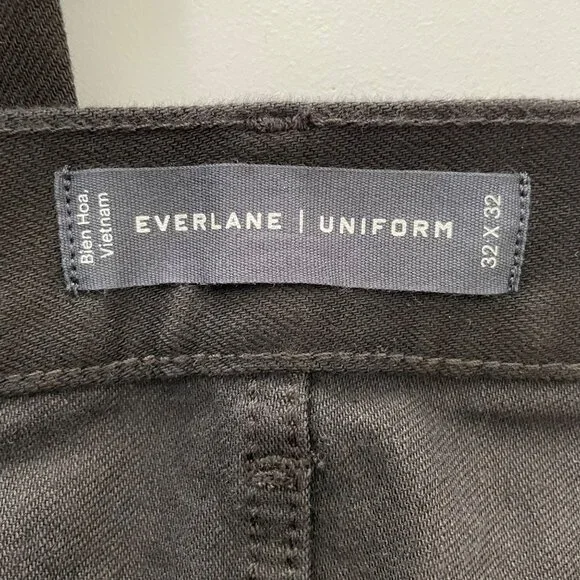 Bien Hoa,
Vietnam
EVERLANE | UNIFORM
32 X 32